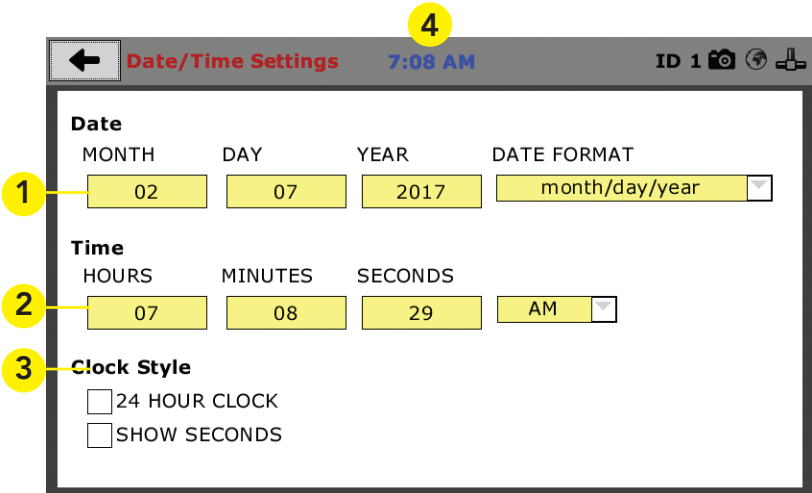 4
Date/Time Settings 7:08 AM ID 1
Date
MONTH DAY YEAR DATE FORMAT
1 02 07 2017 month/day/year
Time
HOURS MINUTES SECONDS
2 07 08 29 AM
3 Clock Style
24 HOUR CLOCK
SHOW SECONDS